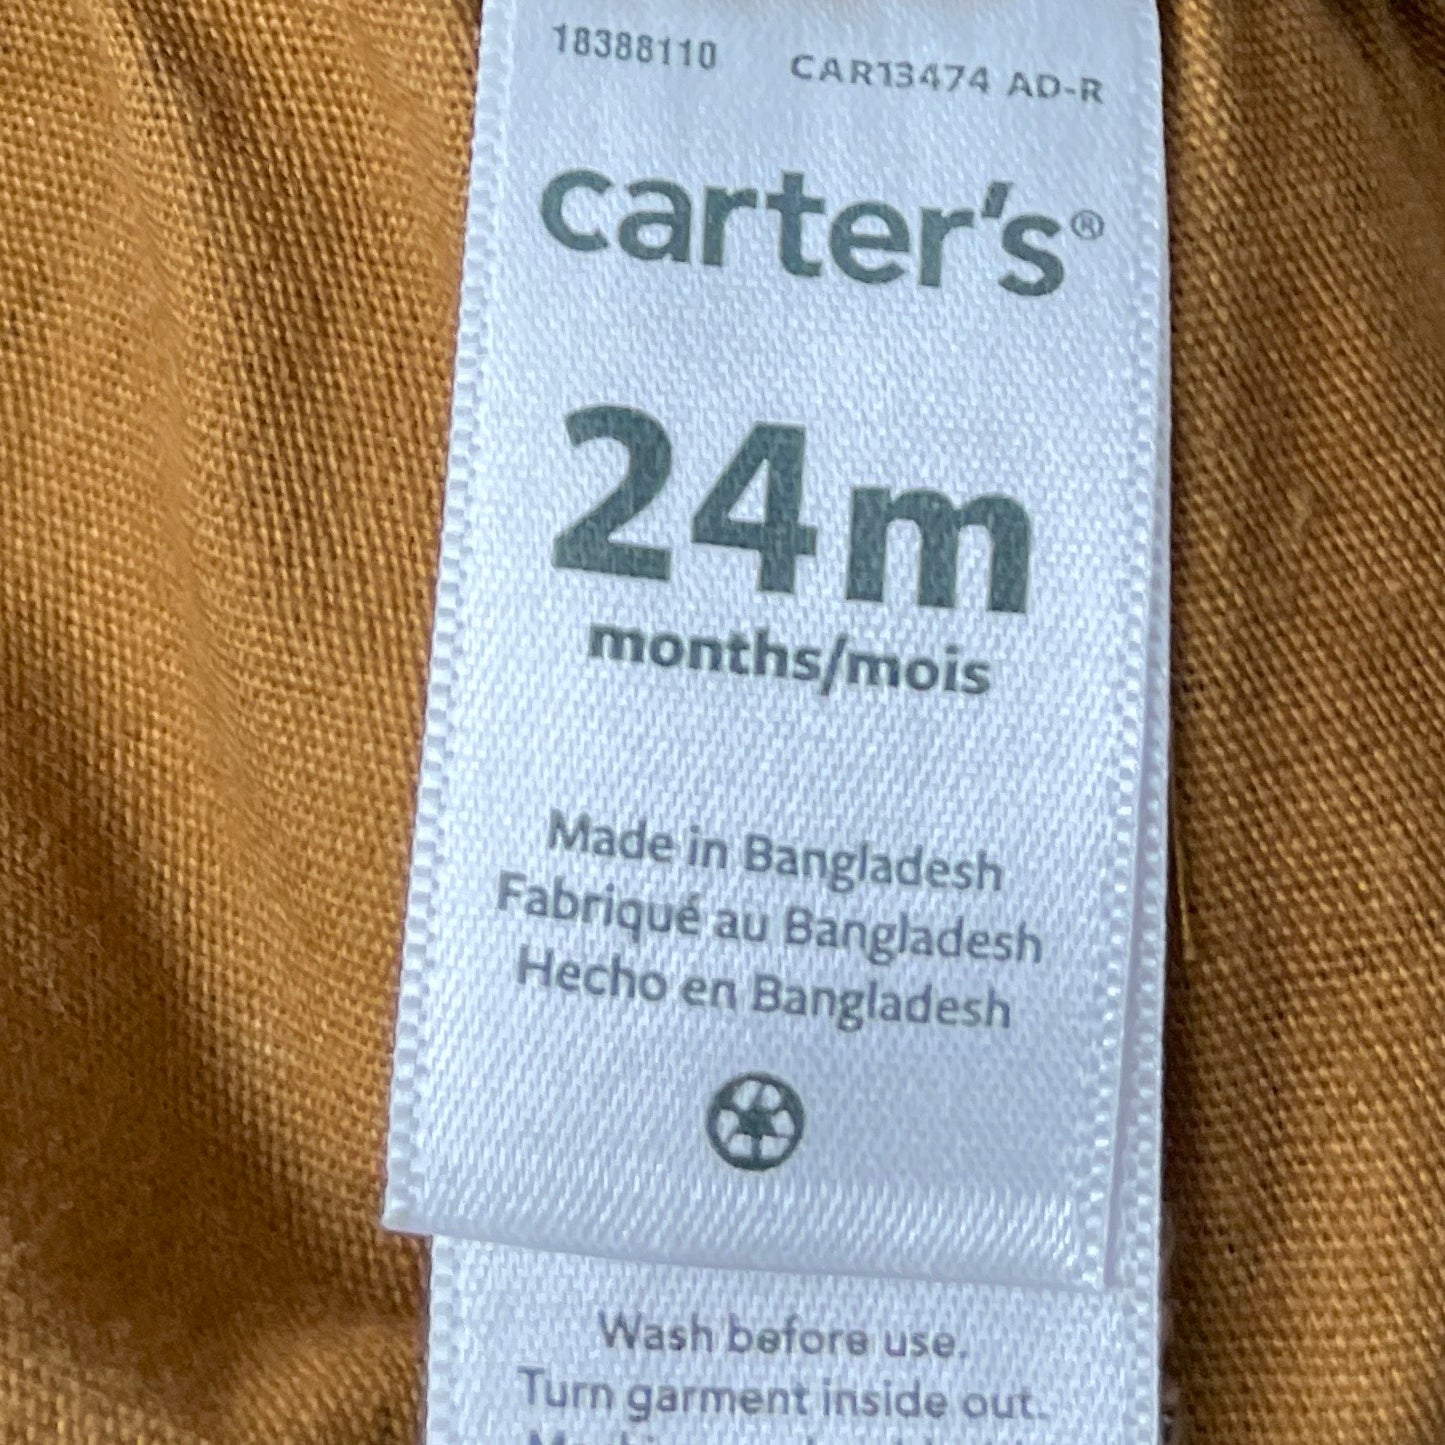 18388110 CAR13474 AD-R
carter's®
24m
months/mois
Made in Bangladesh
Fabriqué au Bangladesh
Hecho en Bangladesh
Wash before use.
Turn garment inside out.